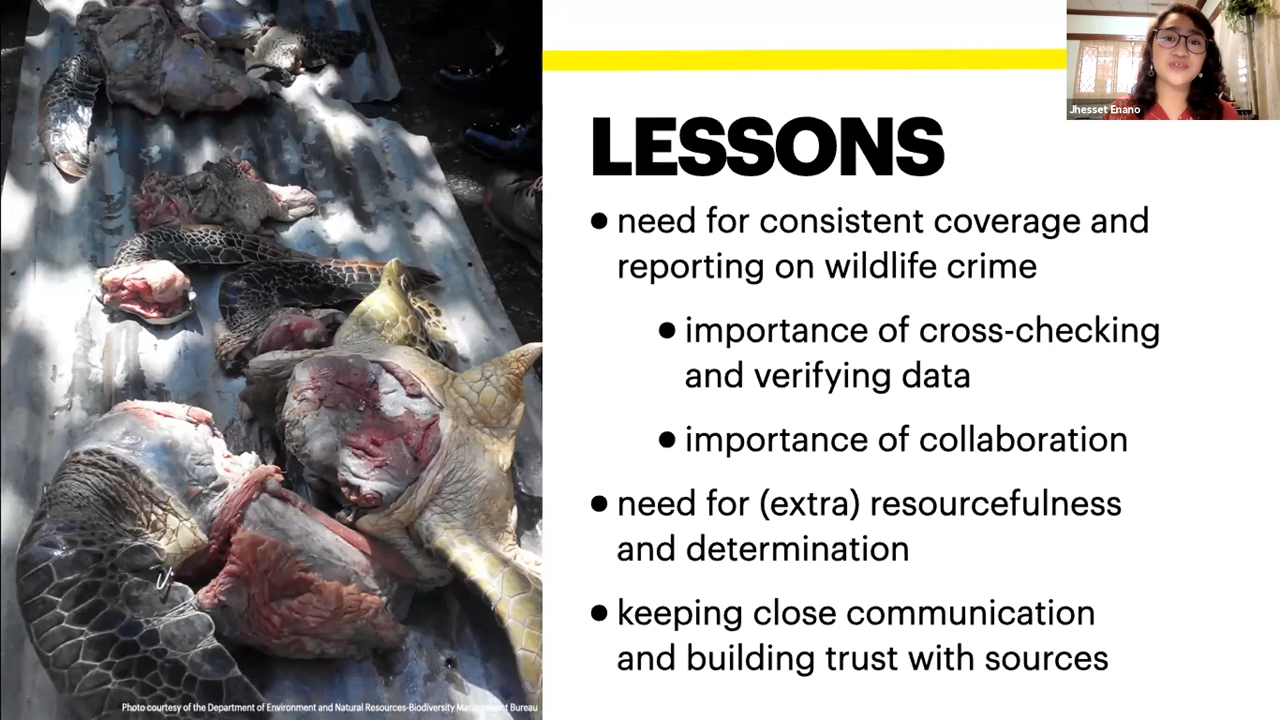 Jhesset Enano
LESSONS
● need for consistent coverage and
reporting on wildlife crime
● importance of cross-checking
and verifying data
● importance of collaboration
● need for (extra) resourcefulness
and determination
● keeping close communication
and building trust with sources
Photo courtesy of the Department of Environment and Natural Resources-Biodiversity Management Bureau